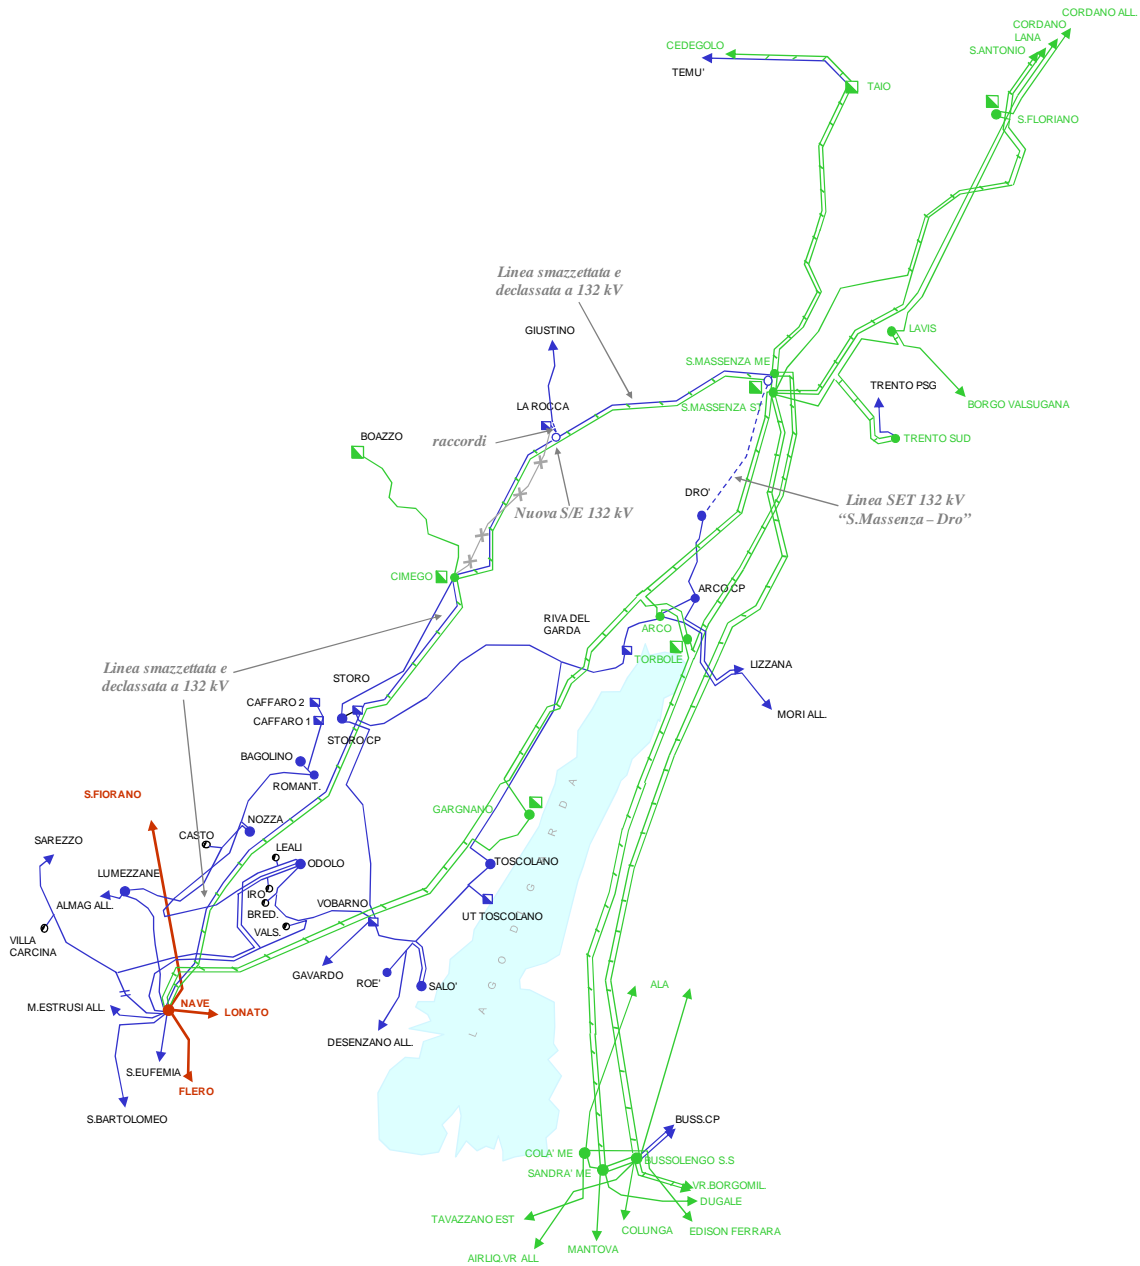 CORDANO ALL.
CORDANO
LANA
S.ANTONIO
CEDEGOLO
TEMU'
TAIO
S.FLORIANO
Linea smazzettata e
declassata a 132 kV
GIUSTINO
LAVIS
S.MASSENZA ME
TRENTO PSG
LA ROCCA
S.MASSENZA S
BORGO VALSUGANA
BOAZZO
raccordi
TRENTO SUD
DRO'
Linea SET 132 kV
“S.Massenza – Dro”
Nuova S/E 132 kV
CIMEGO
ARCO CP
RIVA DEL
GARDA
ARCO
TORBOLE
LIZZANA
Linea smazzettata e
declassata a 132 kV
STORO
CAFFARO 2
CAFFARO 1
MORI ALL.
STORO CP
BAGOLINO
ROMANT.
S.FIORANO
GARGNANO
NOZZA
CASTO
SAREZZO
LEALI
ODOLO
TOSCOLANO
LUMEZZANE
IRO
ALMAG ALL.
VOBARNO
BRED.
UT TOSCOLANO
VALS.
VILLA
CARCINA
GAVARDO
ROE'
SALO'
LAGO DI GARDA
ALA
NAVE
M.ESTRUSI ALL.
LONATO
DESENZANO ALL.
S.EUFEMIA
FLERO
S.BARTOLOMEO
BUSS.CP
COLA' ME
BUSSOLENGO S.S
SANDRA' ME
VR.BORGOMIL.
DUGALE
TAVAZZANO EST
COLUNGA
EDISON FERRARA
MANTOVA
AIRLIQ.VR ALL